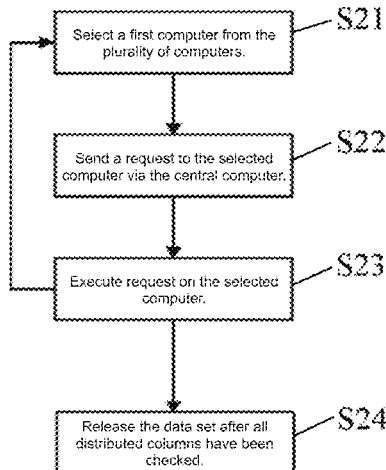 Select a first computer from the
plurality of computers.
S21
Send a request to the selected
computer via the central computer.
S22
Execute request on the selected
computer.
S23
Release the data set after all
distributed columns have been
checked.
S24